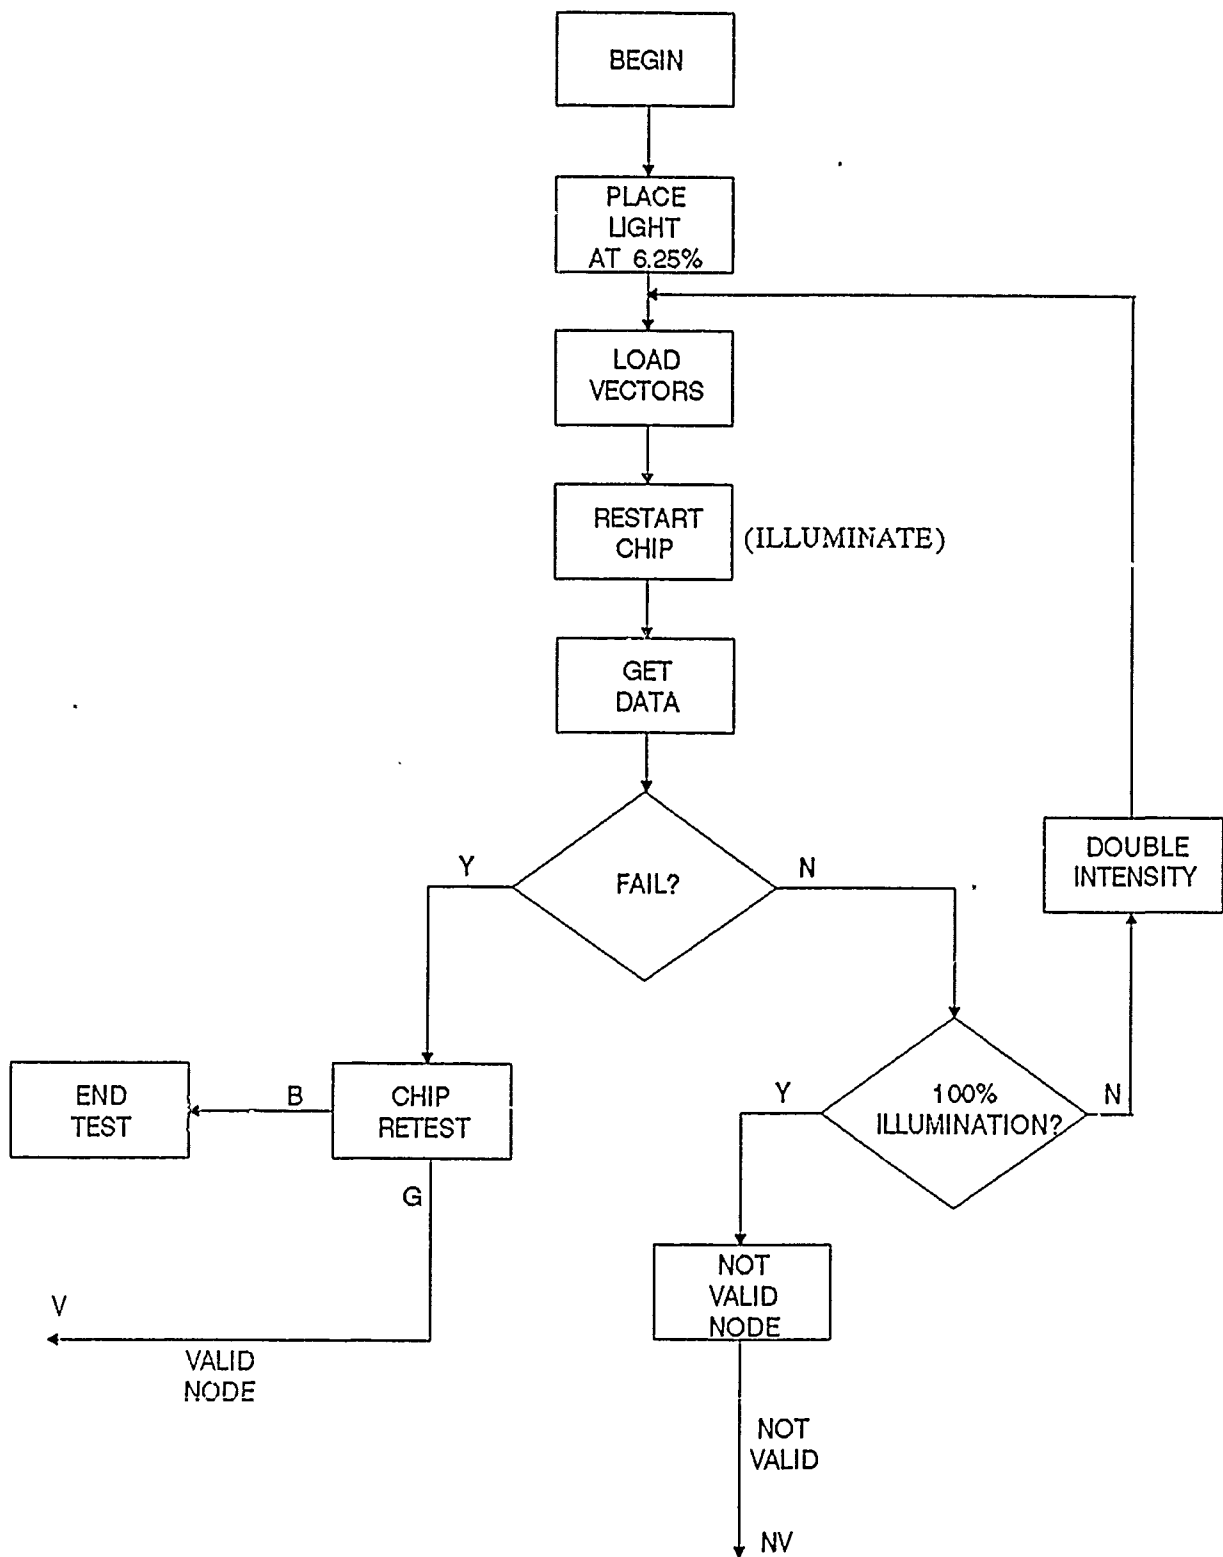 BEGIN
PLACE
LIGHT
AT 6.25%
LOAD
VECTORS
RESTART
CHIP
(ILLUMINATE)
GET
DATA
FAIL?
Y
N
DOUBLE
INTENSITY
END
TEST
B
CHIP
RETEST
G
Y
100%
ILLUMINATION?
N
NOT
VALID
NODE
V
VALID
NODE
NOT
VALID
NV